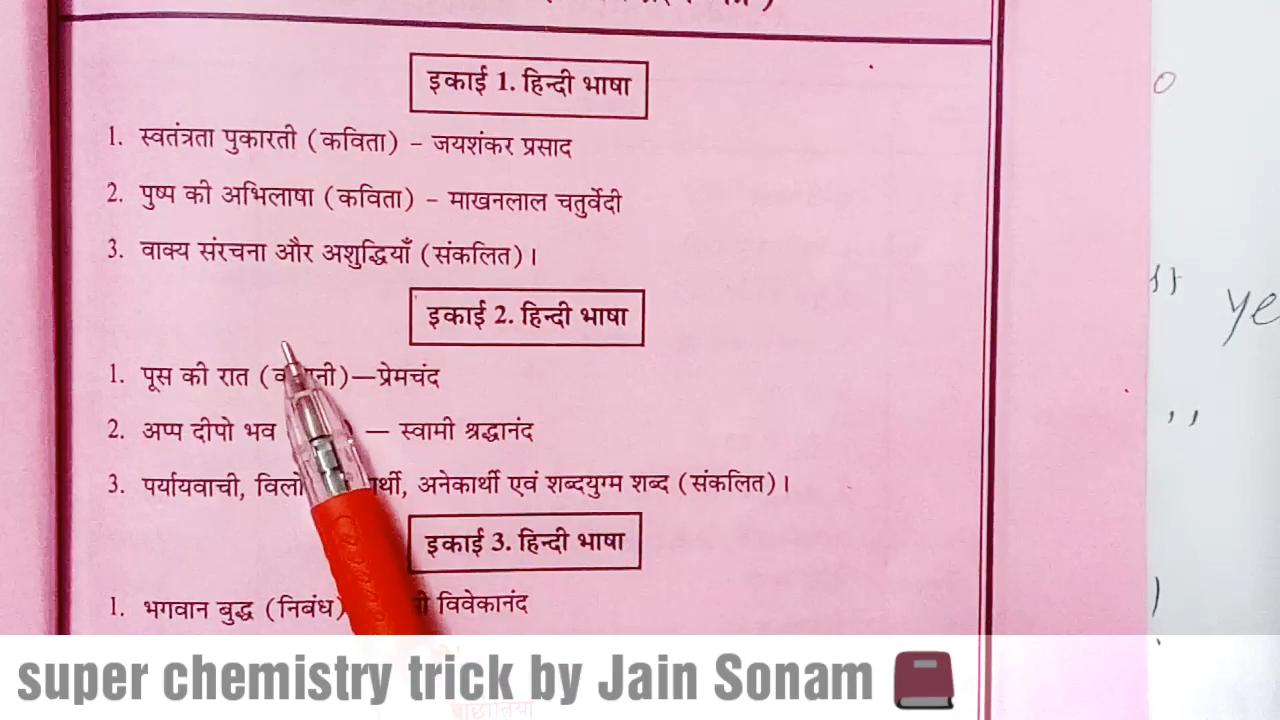 इकाई 1. हिन्दी भाषा
1. स्वतंत्रता पुकारती (कविता) – जयशंकर प्रसाद
2. पुष्प की अभिलाषा (कविता) – माखनलाल चतुर्वेदी
3. वाक्य संरचना और अशुद्धियाँ (संकलित)।
इकाई 2. हिन्दी भाषा
1. पूस की रात —प्रेमचंद
2. अप्प दीपो भव — स्वामी श्रद्धानंद
3. पर्यायवाची, अनेकार्थी एवं शब्दयुग्म शब्द (संकलित)।
इकाई 3. हिन्दी भाषा
1. भगवान बुद्ध (निबंध) विवेकानंद
super chemistry trick by Jain Sonam
ye